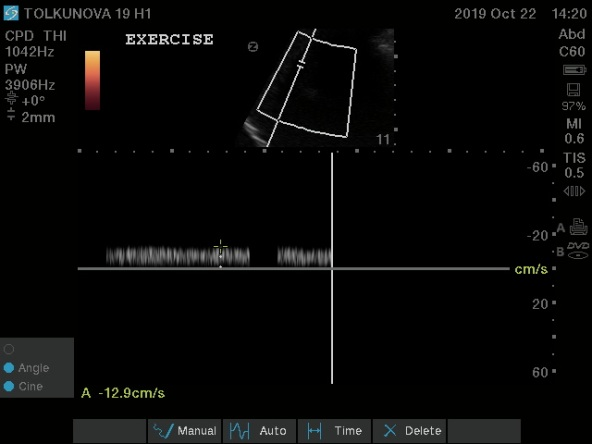 TOLKUNOVA 19 H1
2019 Oct 22 14:20
CPD THI
1042Hz
PW
3906Hz
+0°
2mm
EXERCISE
Z
11
Abd
C60
97%
MI
0.6
TIS
0.5
A
B DVD
-60
-20
cm/s
20
60
Angle
Cine
A -12.9cm/s
Manual
Auto
Time
Delete